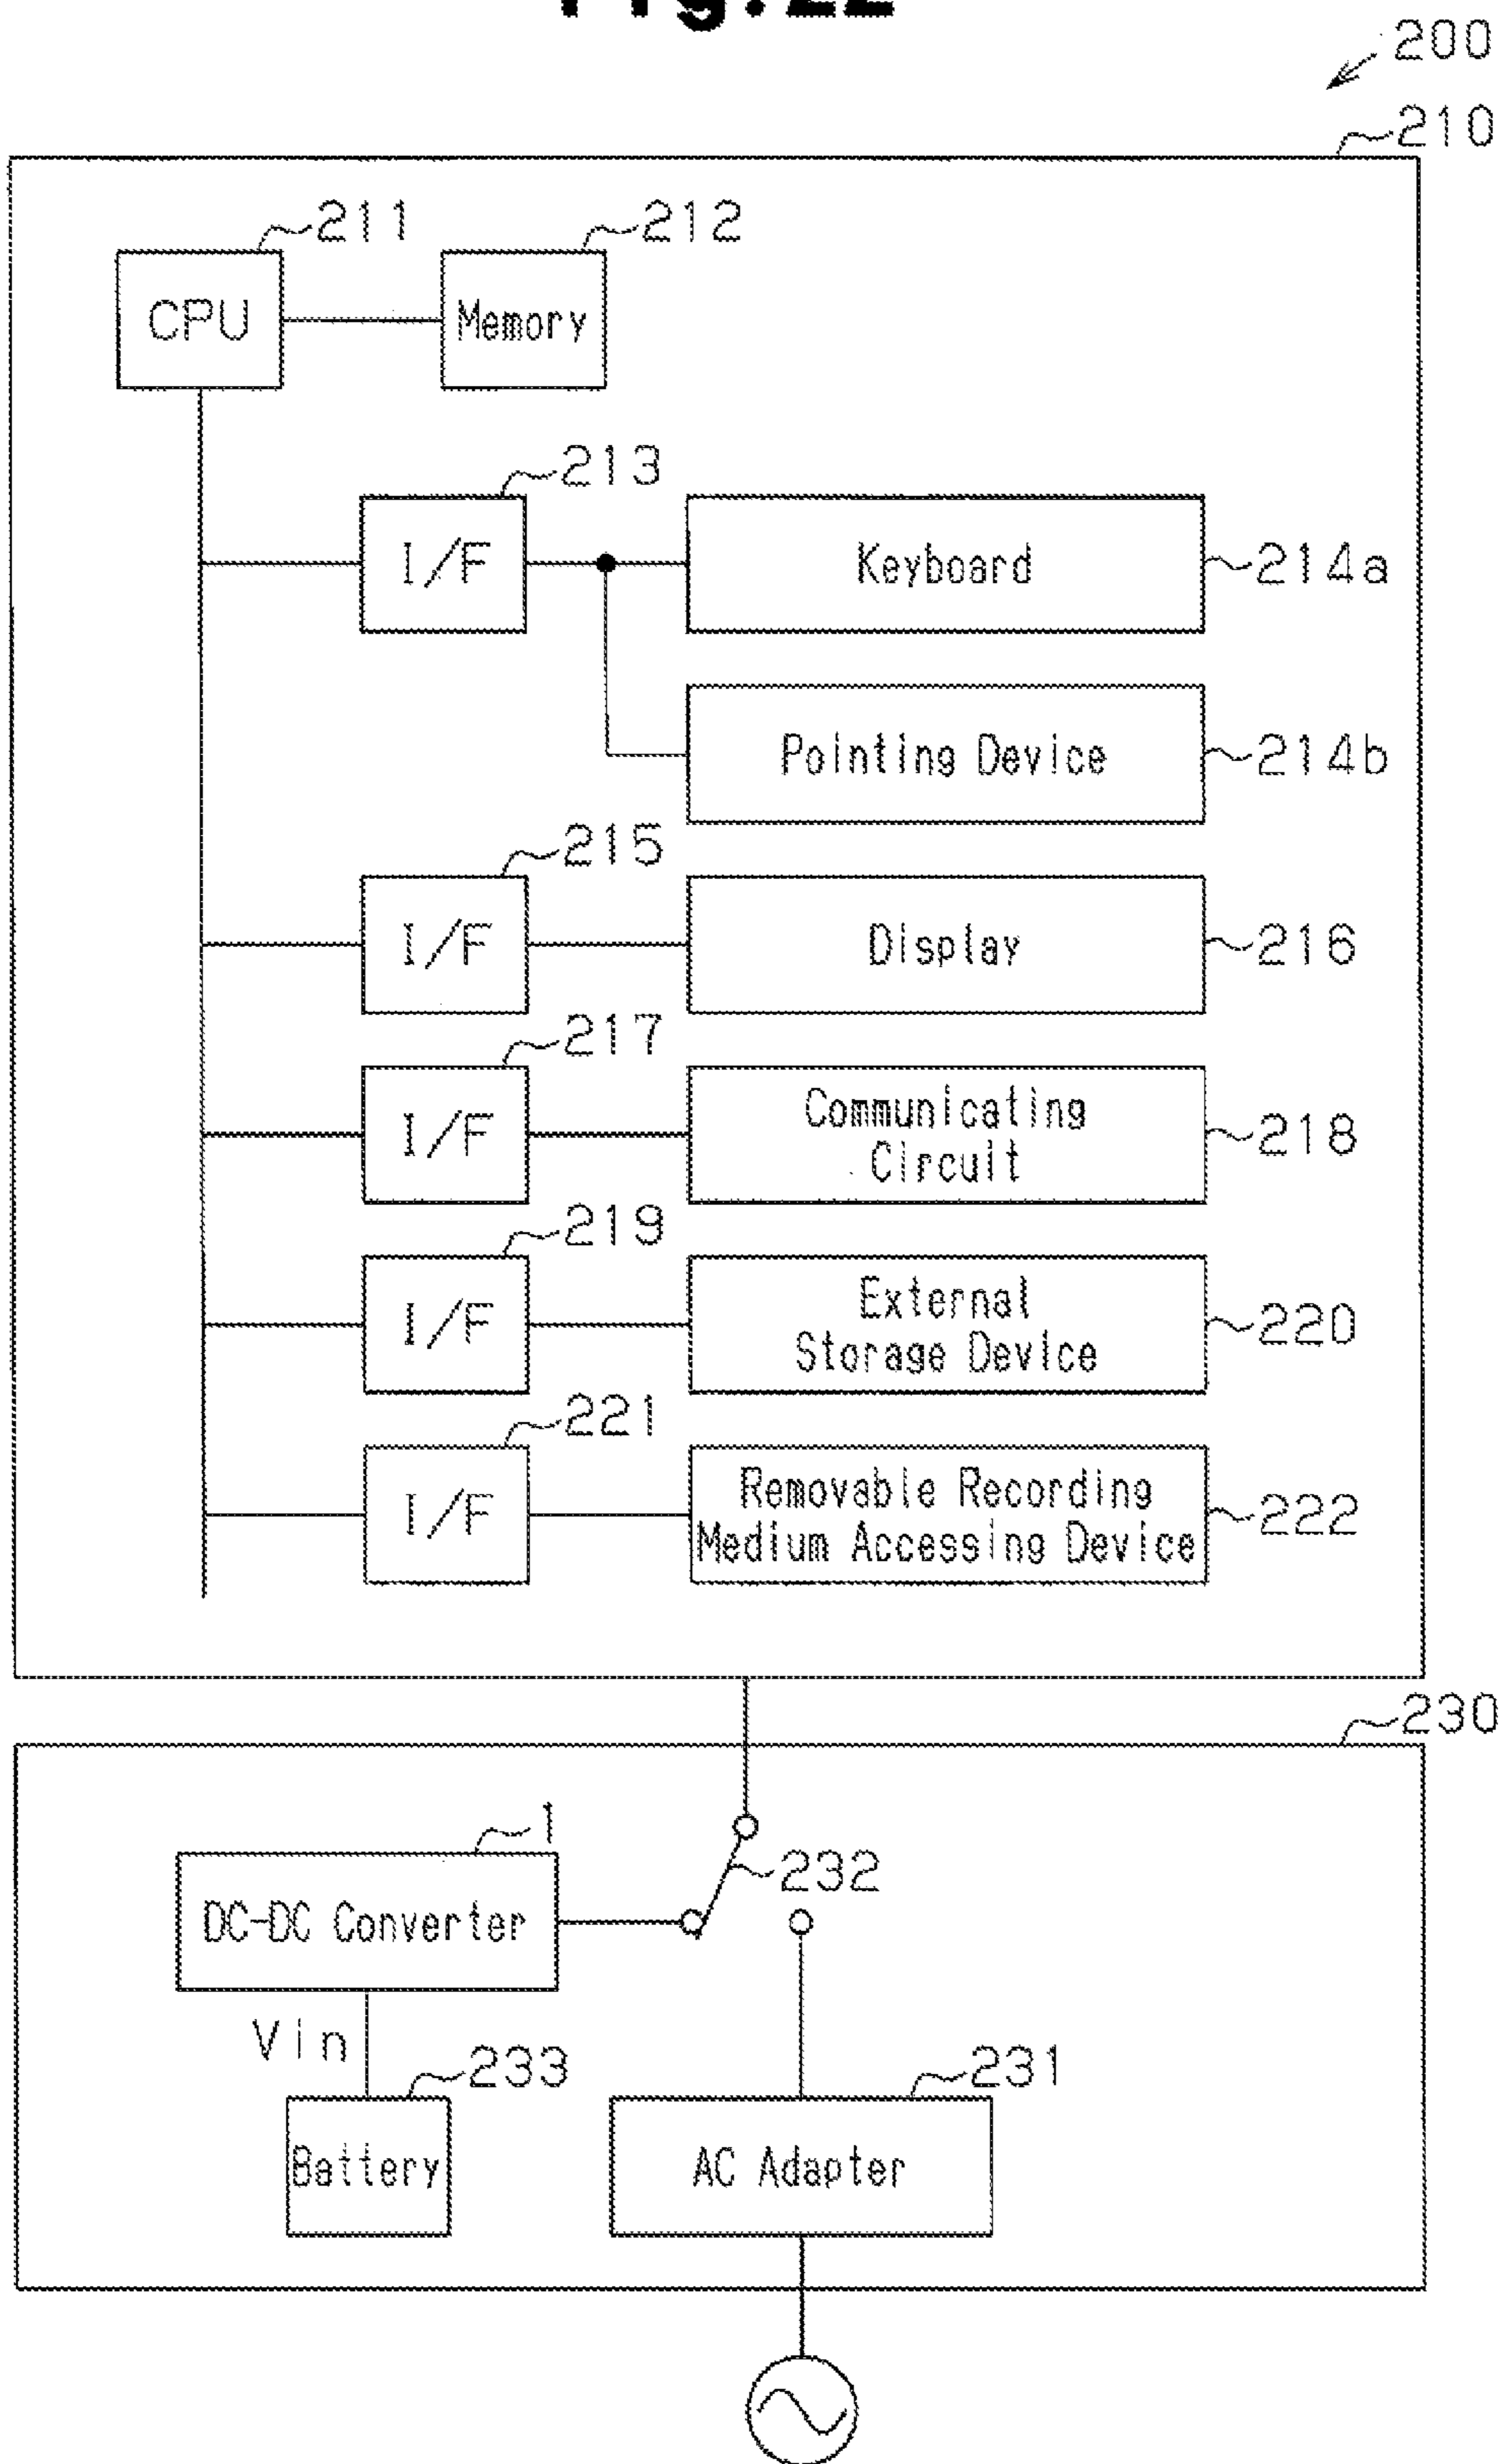 Fig.22
200
210
211
212
CPU
Memory
213
I/F
Keyboard
214a
Pointing Device
214b
215
I/F
Display
216
217
I/F
Communicating
Circuit
218
219
I/F
External
Storage Device
220
221
I/F
Removable Recording
Medium Accessing Device
222
230
1
232
DC-DC Converter
Vin
233
231
Battery
AC Adapter